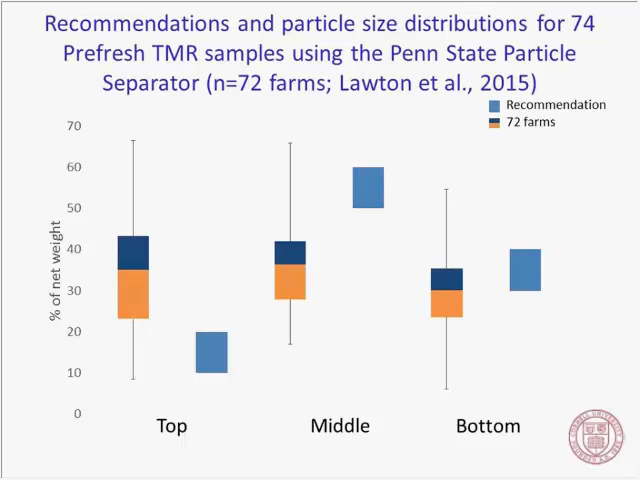 Recommendations and particle size distributions for 74
Prefresh TMR samples using the Penn State Particle
Separator (n=72 farms; Lawton et al., 2015)
Recommendation
72 farms
% of net weight
70
60
50
40
30
20
10
0
Top
Middle
Bottom